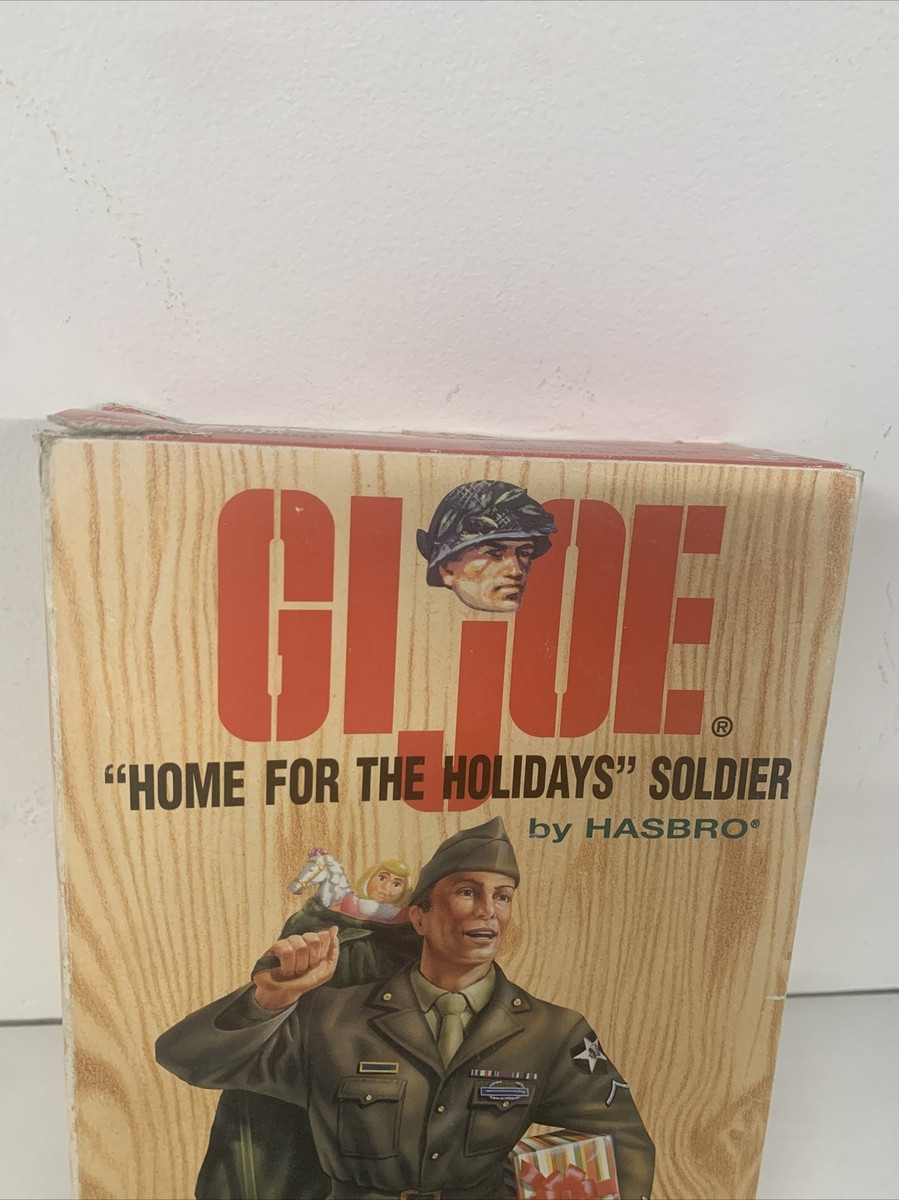 GI JOE®
“HOME FOR THE HOLIDAYS” SOLDIER
by HASBRO®